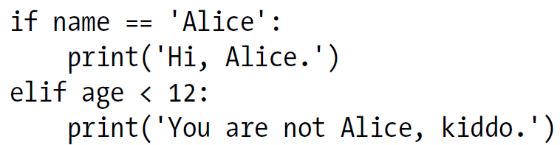 if name == 'Alice':
    print('Hi, Alice.')
elif age < 12:
    print('You are not Alice, kiddo.')